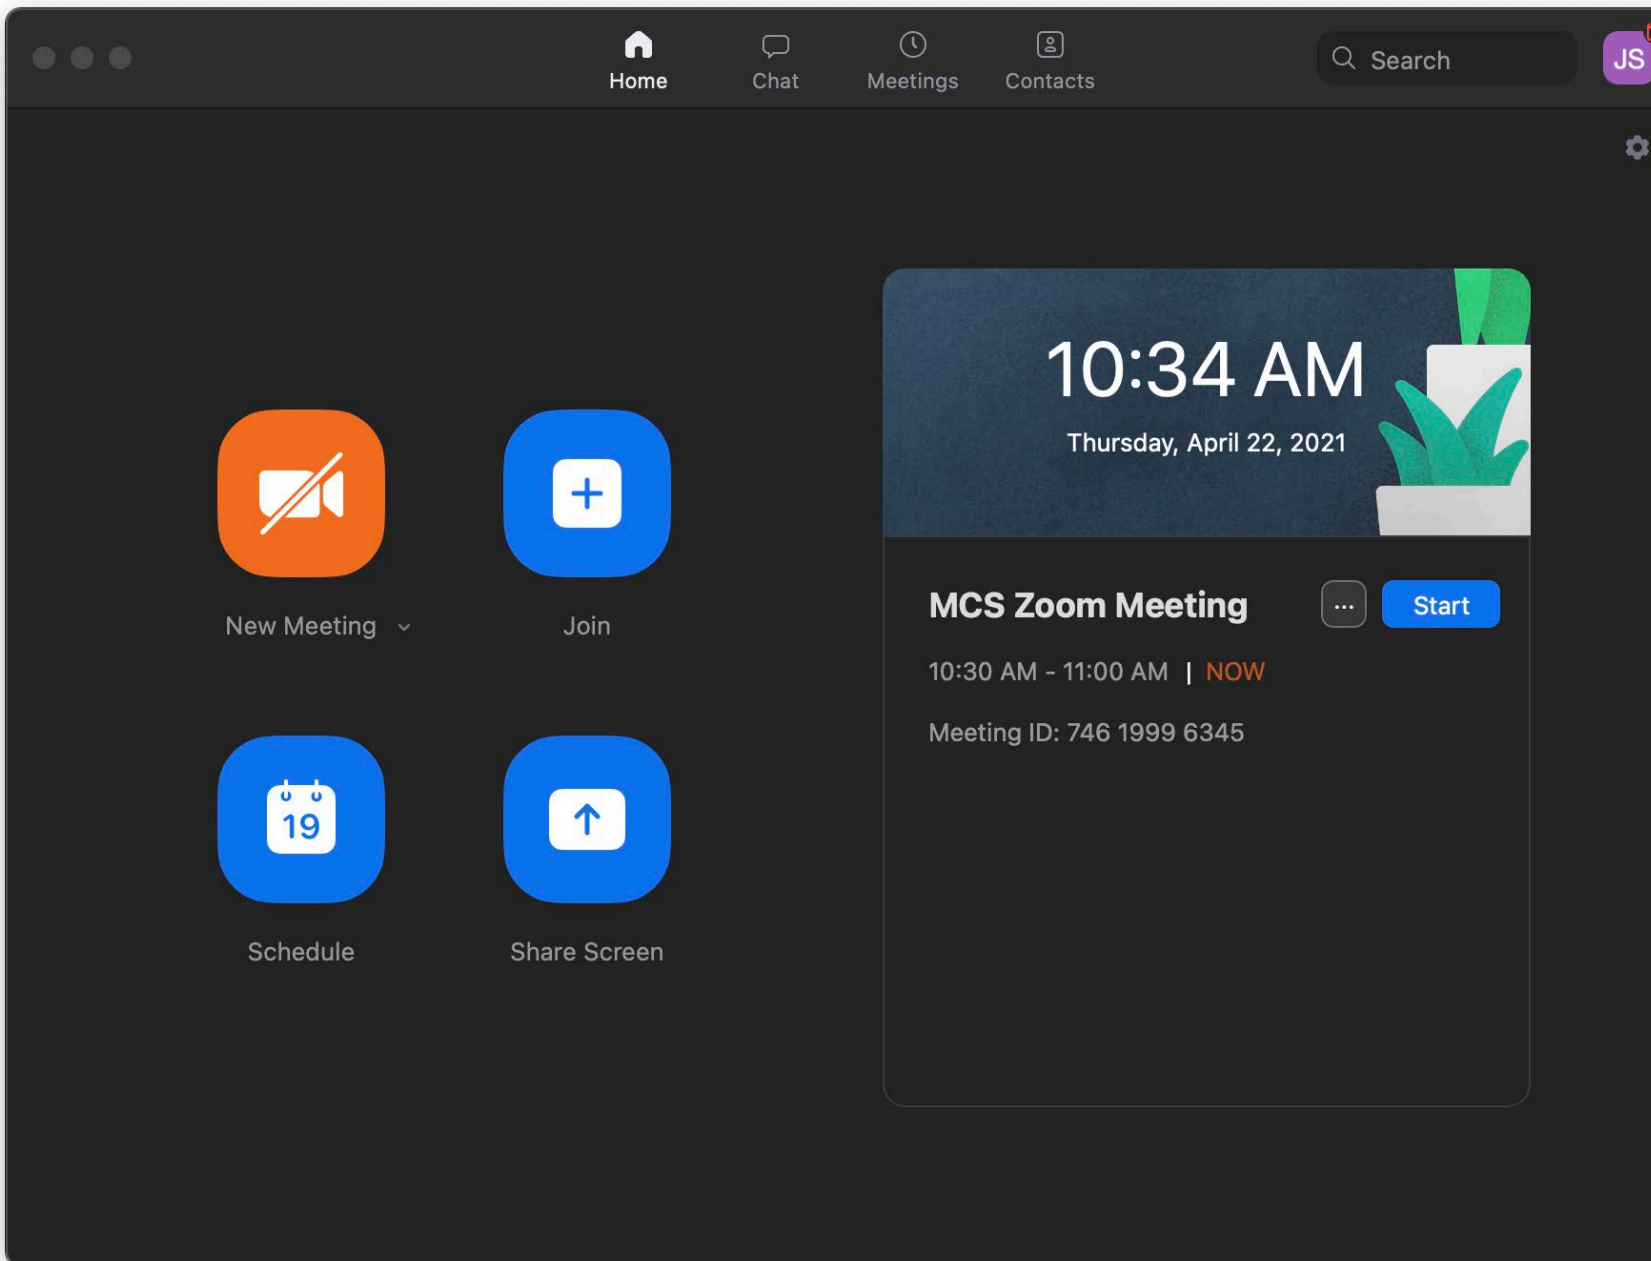 Home
Chat
Meetings
Contacts
Search
JS
10:34 AM
Thursday, April 22, 2021
New Meeting
Join
MCS Zoom Meeting
...
Start
10:30 AM - 11:00 AM | NOW
Meeting ID: 746 1999 6345
19
Schedule
Share Screen